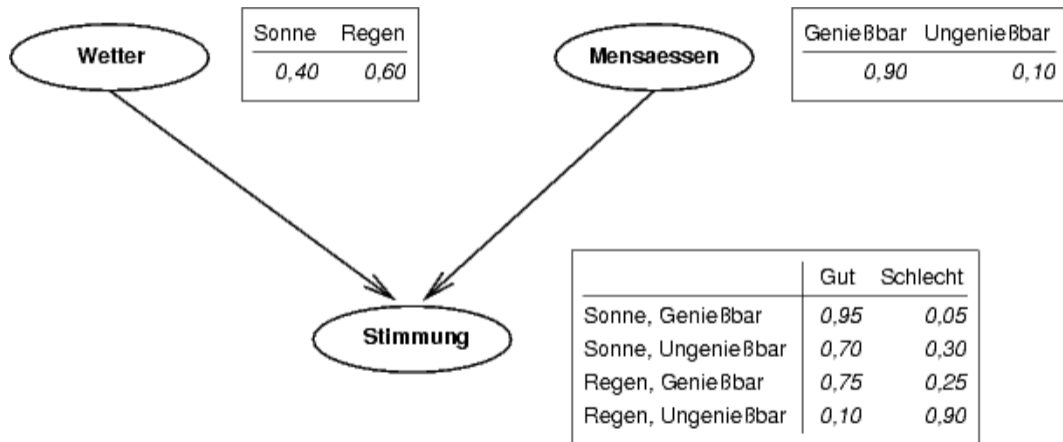 Wetter
Sonne Regen
0,40 0,60
Mensaessen
Genießbar Ungenießbar
0,90 0,10
Stimmung
Gut Schlecht
Sonne, Genießbar 0,95 0,05
Sonne, Ungenießbar 0,70 0,30
Regen, Genießbar 0,75 0,25
Regen, Ungenießbar 0,10 0,90